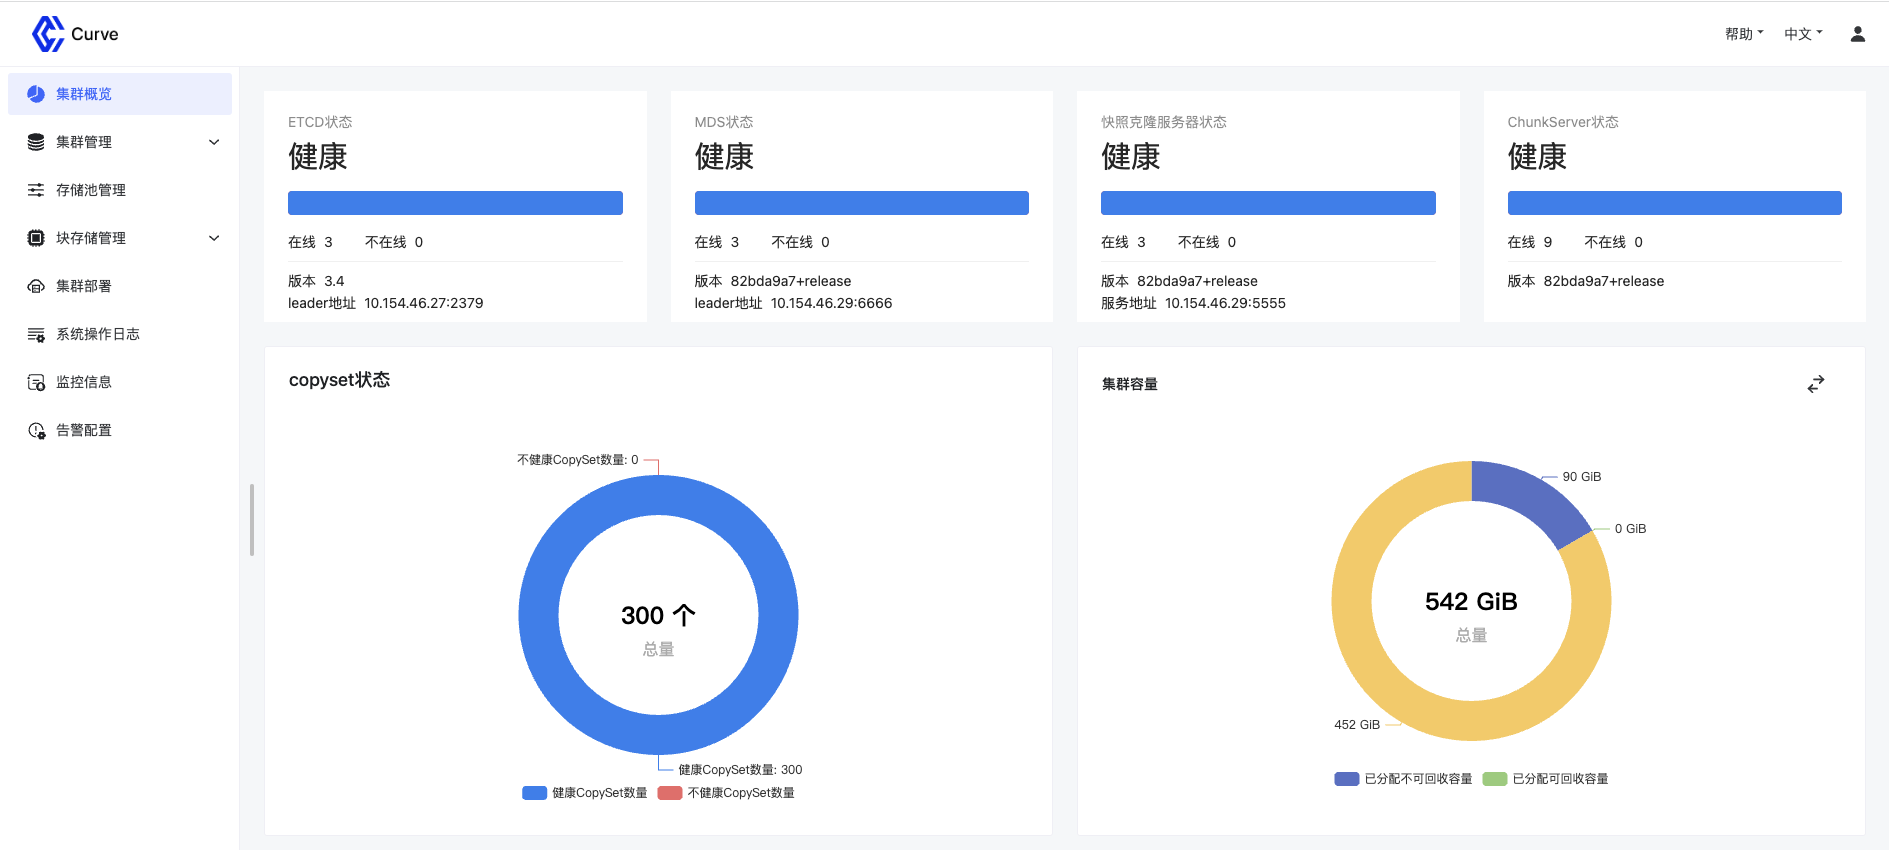 Curve
帮助
中文
集群概览
集群管理
存储池管理
块存储管理
集群部署
系统操作日志
监控信息
告警配置
ETCD状态
健康
在线 3 不在线 0
版本 3.4
leader地址 10.154.46.27:2379
MDS状态
健康
在线 3 不在线 0
版本 82bda9a7+release
leader地址 10.154.46.29:6666
快照克隆服务器状态
健康
在线 3 不在线 0
版本 82bda9a7+release
服务地址 10.154.46.29:5555
ChunkServer状态
健康
在线 9 不在线 0
版本 82bda9a7+release
copyset状态
不健康CopySet数量: 0
300 个
总量
健康CopySet数量: 300
健康CopySet数量 不健康CopySet数量
集群容量
90 GiB
0 GiB
542 GiB
总量
452 GiB
已分配不可回收容量 已分配可回收容量